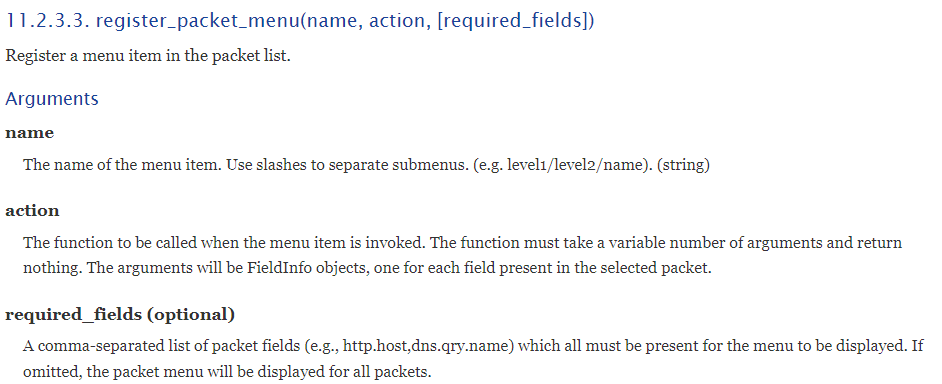 11.2.3.3. register_packet_menu(name, action, [required_fields])
Register a menu item in the packet list.
Arguments
name
The name of the menu item. Use slashes to separate submenus. (e.g. level1/level2/name). (string)
action
The function to be called when the menu item is invoked. The function must take a variable number of arguments and return
nothing. The arguments will be FieldInfo objects, one for each field present in the selected packet.
required_fields (optional)
A comma-separated list of packet fields (e.g., http.host,dns.qry.name) which all must be present for the menu to be displayed. If
omitted, the packet menu will be displayed for all packets.